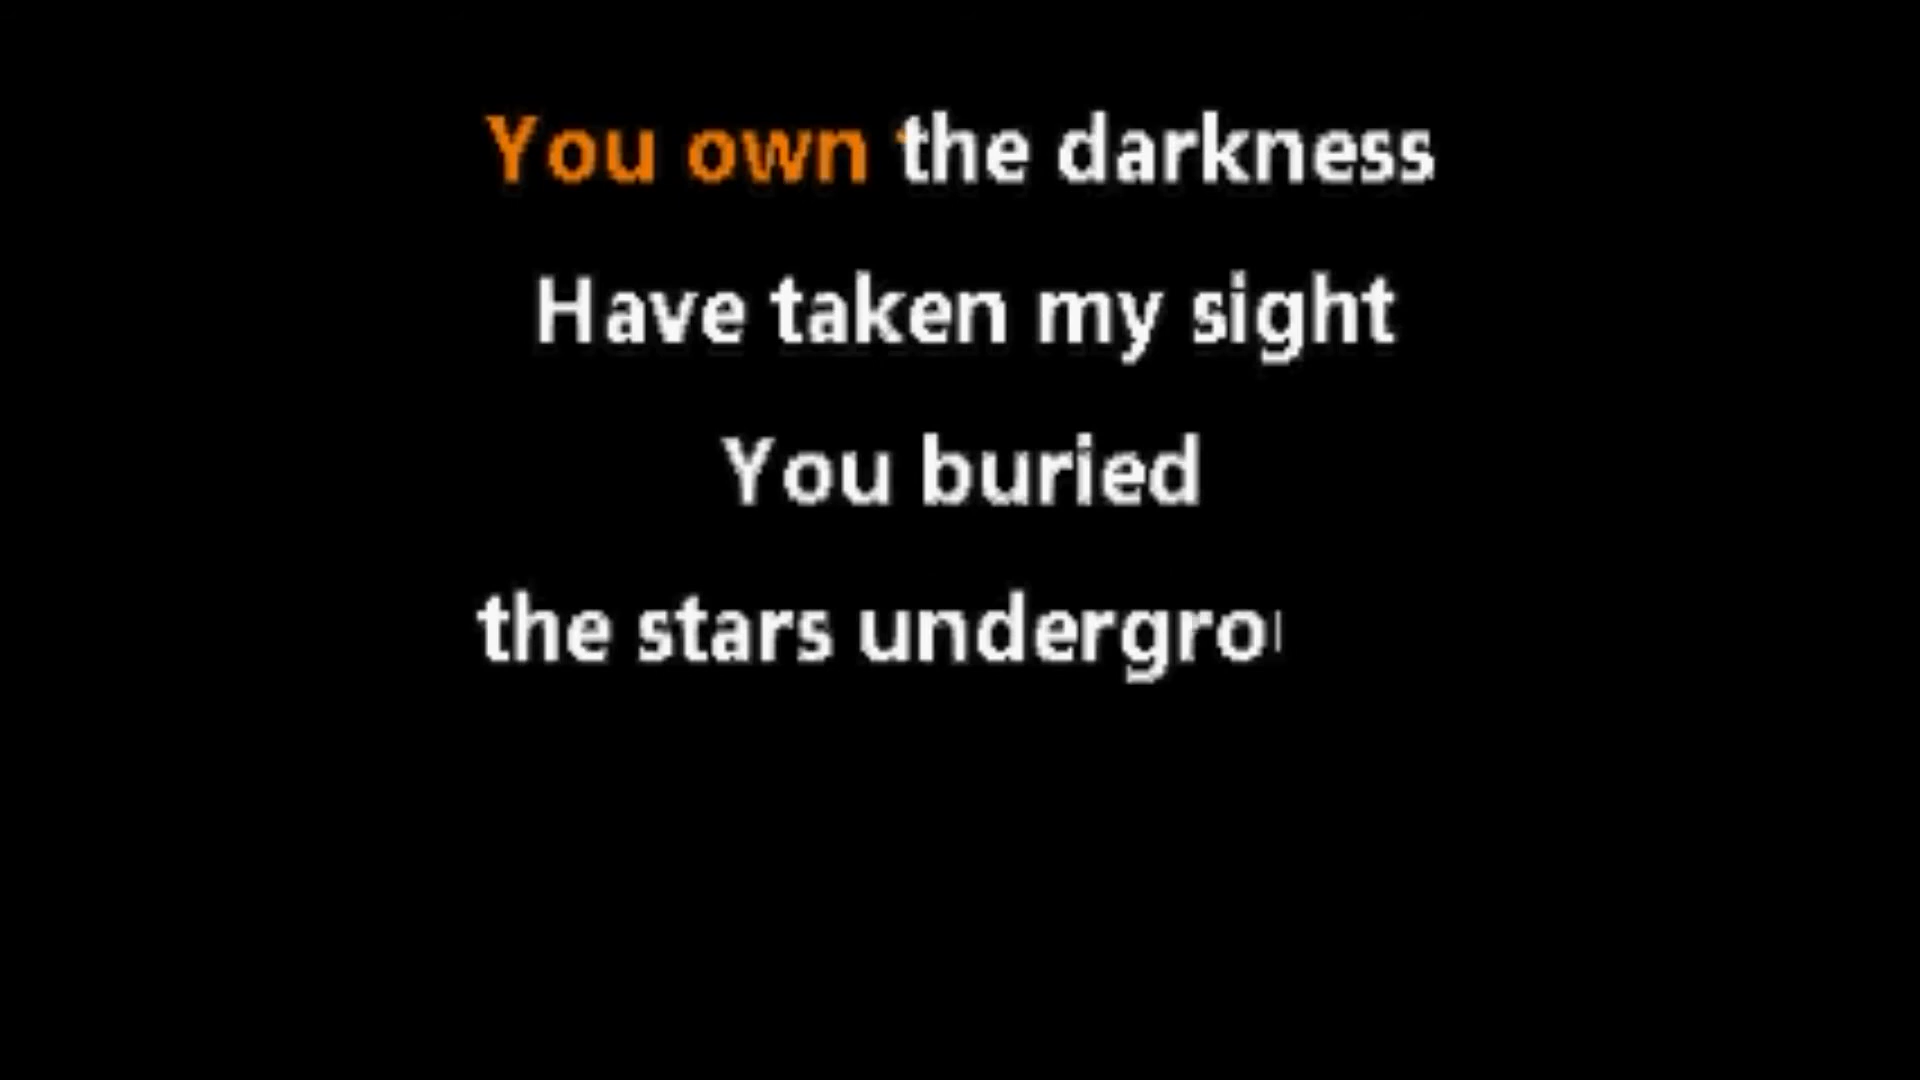 You own the darkness
Have taken my sight
You buried
the stars undergro